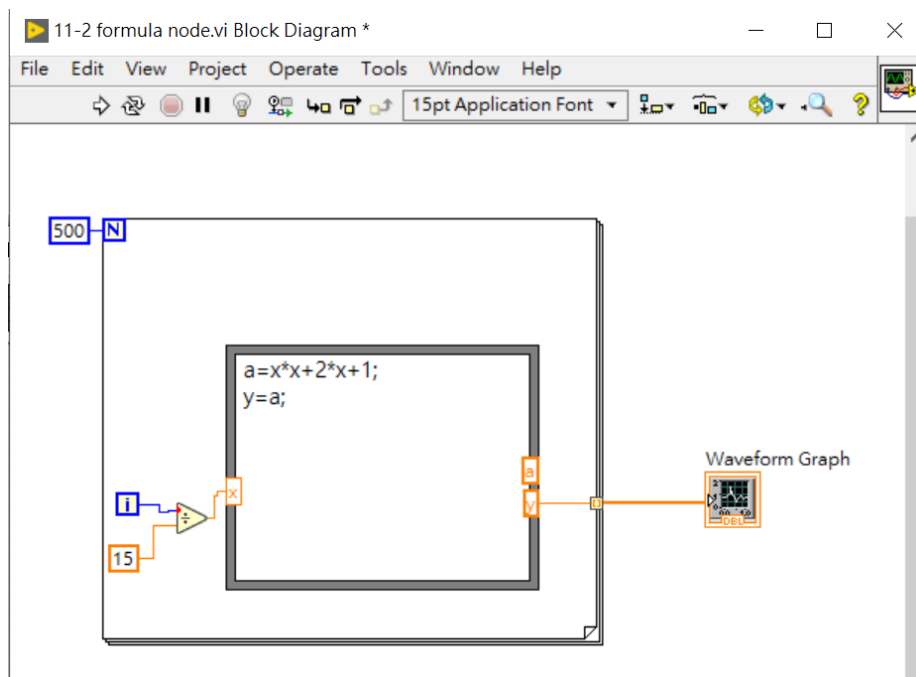 11-2 formula node.vi Block Diagram *
File Edit View Project Operate Tools Window Help
15pt Application Font
500 N
a=x*x+2*x+1;
y=a;
x
a
y
i
15
Waveform Graph
DBL